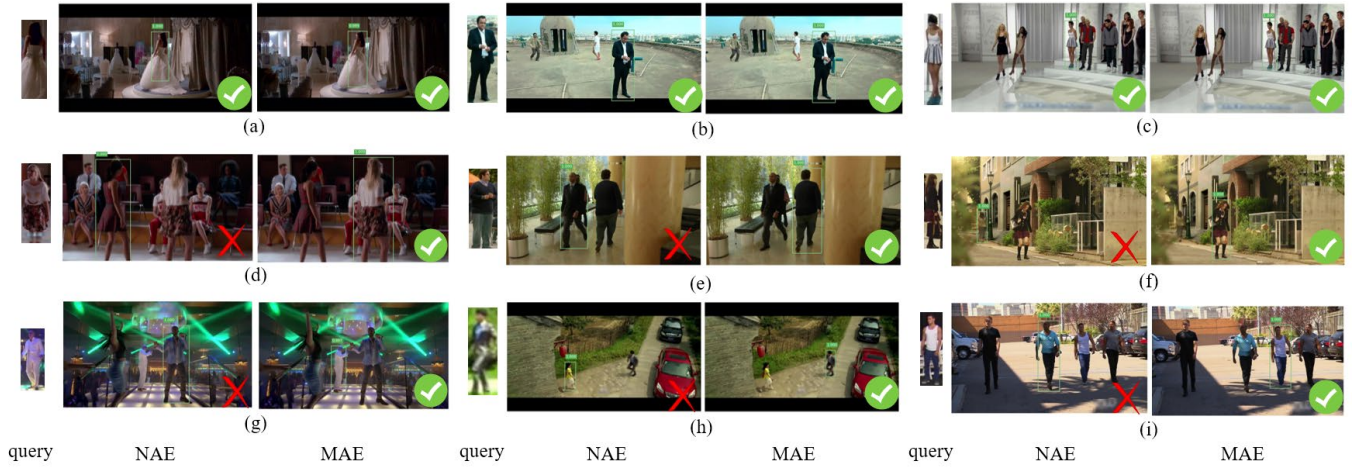 (a)
(b)
(c)
(d)
(e)
(f)
(g)
(h)
(i)
query NAE MAE query NAE MAE query NAE MAE